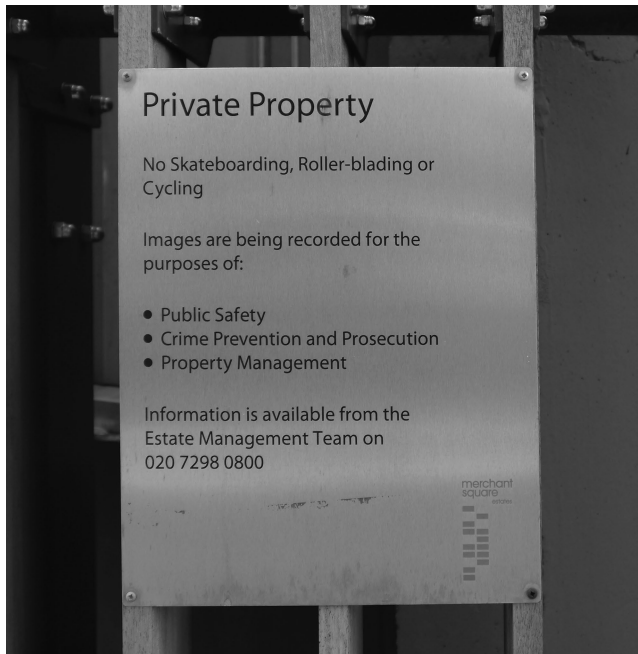 Private Property
No Skateboarding, Roller-blading or
Cycling
Images are being recorded for the
purposes of:
• Public Safety
• Crime Prevention and Prosecution
• Property Management
Information is available from the
Estate Management Team on
020 7298 0800
merchant
square
estates